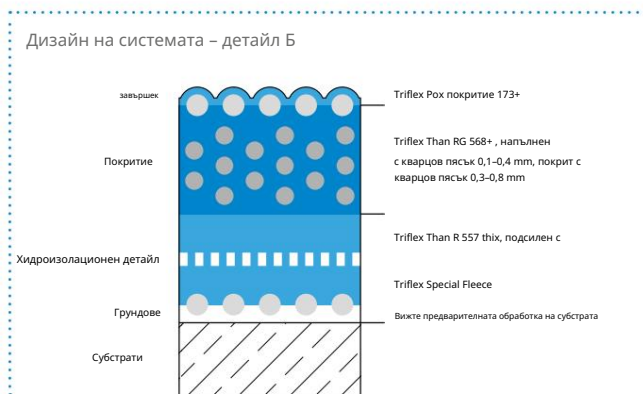 Дизайн на системата – детайл Б
завършек
Triflex Pox покритие 173+
Покритие
Triflex Than RG 568+ , напълнен
с кварцов пясък 0,1–0,4 mm, покрит с
кварцов пясък 0,3–0,8 mm
Хидроизолационен детайл
Triflex Than R 557 thix, подсилен с
Triflex Special Fleece
Грундове
Вижте предварителната обработка на субстрата
Субстрати